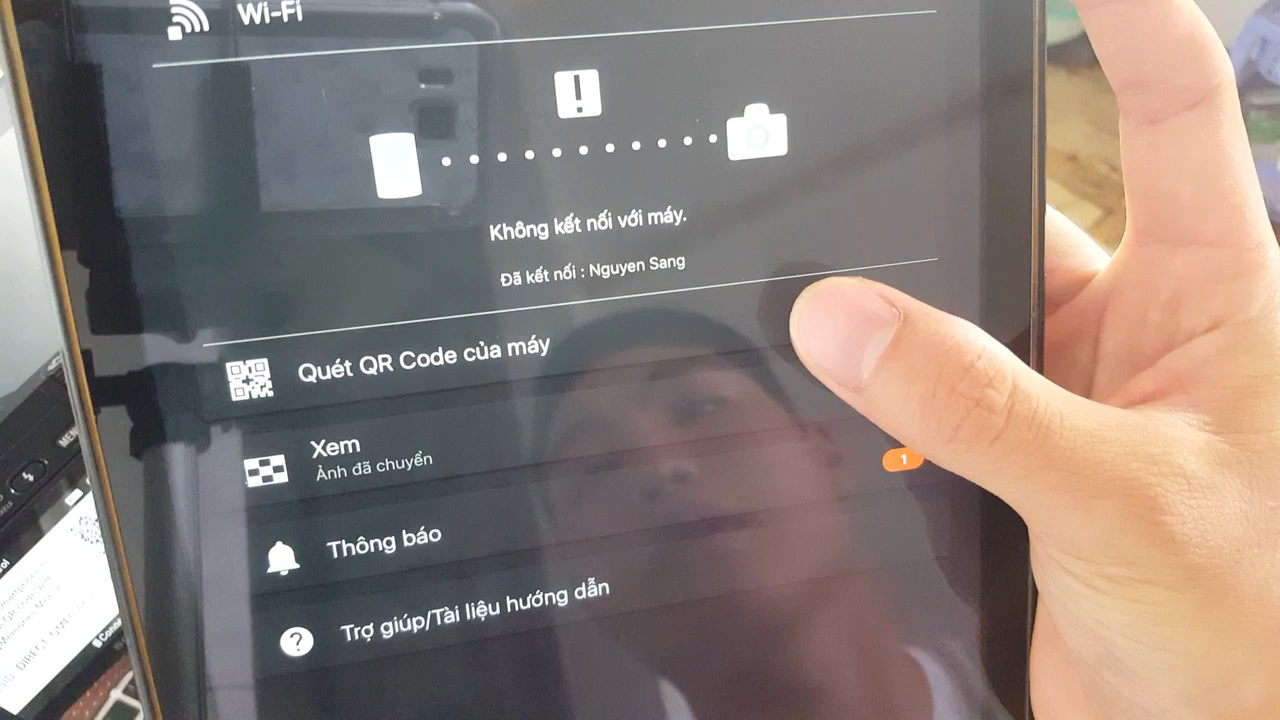 Wi-Fi
!
Không kết nối với máy.
Đã kết nối : Nguyen Sang
Quét QR Code của máy
Xem
Ảnh đã chuyển
1
Thông báo
? Trợ giúp/Tài liệu hướng dẫn
MEN